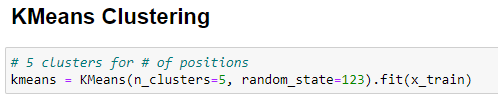 KMeans Clustering
# 5 clusters for # of positions
kmeans = KMeans(n_clusters=5, random_state=123).fit(x_train)